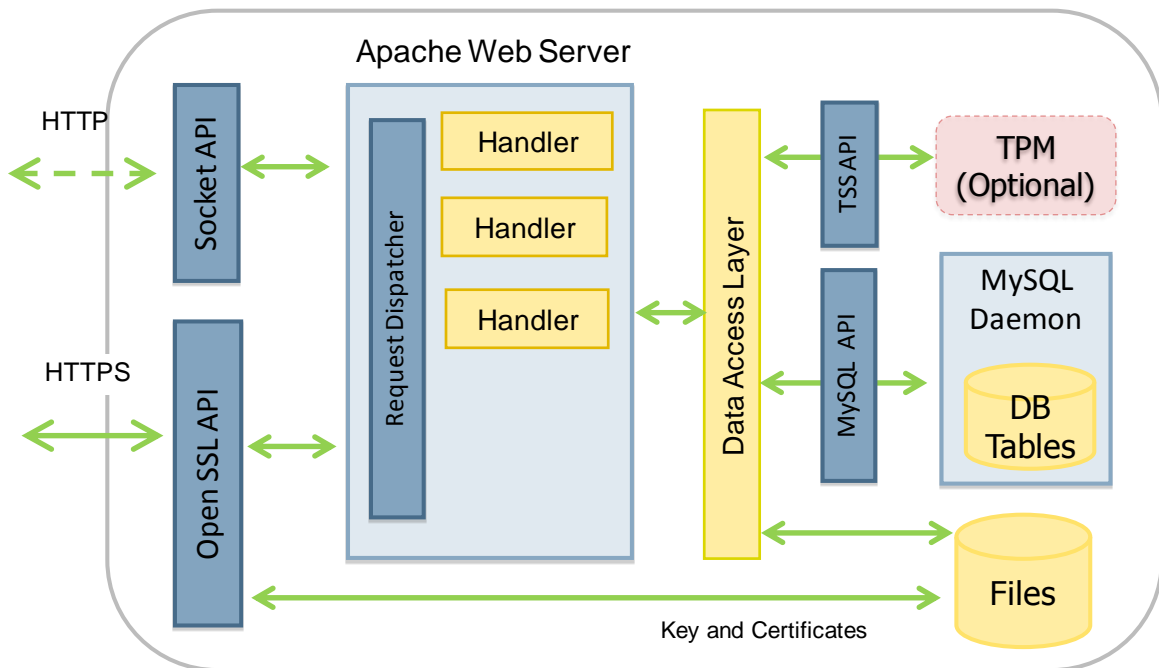 Apache Web Server
HTTP
Socket API
HTTPS
Open SSL API
Request Dispatcher
Handler
Handler
Handler
Data Access Layer
TSS API
TPM
(Optional)
MySQL API
MySQL
Daemon
DB
Tables
Files
Key and Certificates